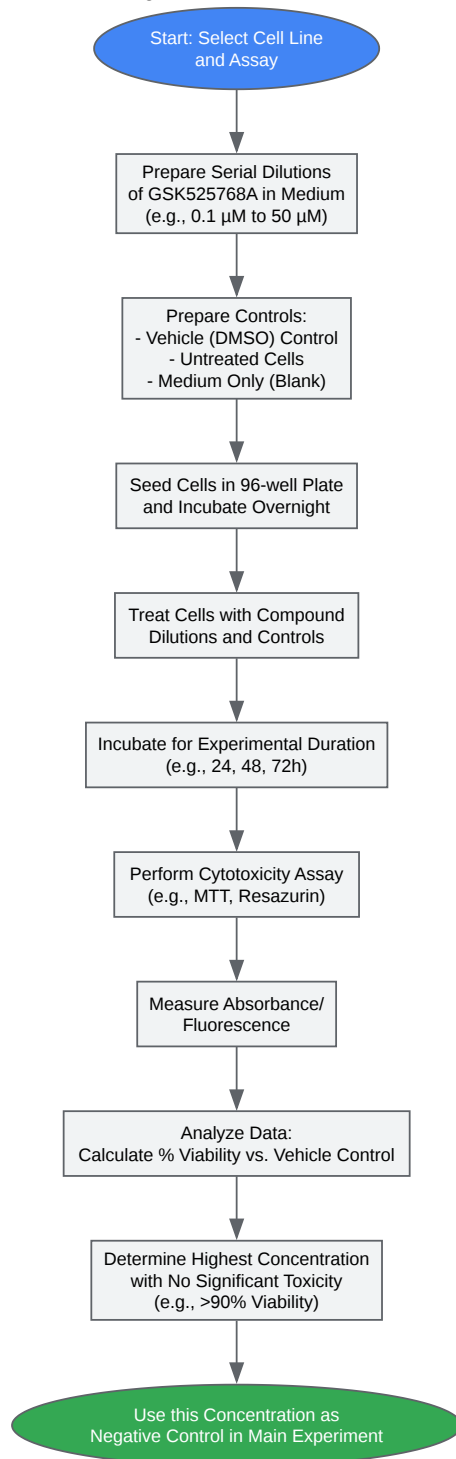 Start: Select Cell Line
and Assay
Prepare Serial Dilutions
of GSK525768A in Medium
(e.g., 0.1 µM to 50 µM)
Prepare Controls:
- Vehicle (DMSO) Control
- Untreated Cells
- Medium Only (Blank)
Seed Cells in 96-well Plate
and Incubate Overnight
Treat Cells with Compound
Dilutions and Controls
Incubate for Experimental Duration
(e.g., 24, 48, 72h)
Perform Cytotoxicity Assay
(e.g., MTT, Resazurin)
Measure Absorbance/
Fluorescence
Analyze Data:
Calculate % Viability vs. Vehicle Control
Determine Highest Concentration
with No Significant Toxicity
(e.g., >90% Viability)
Use this Concentration as
Negative Control in Main Experiment